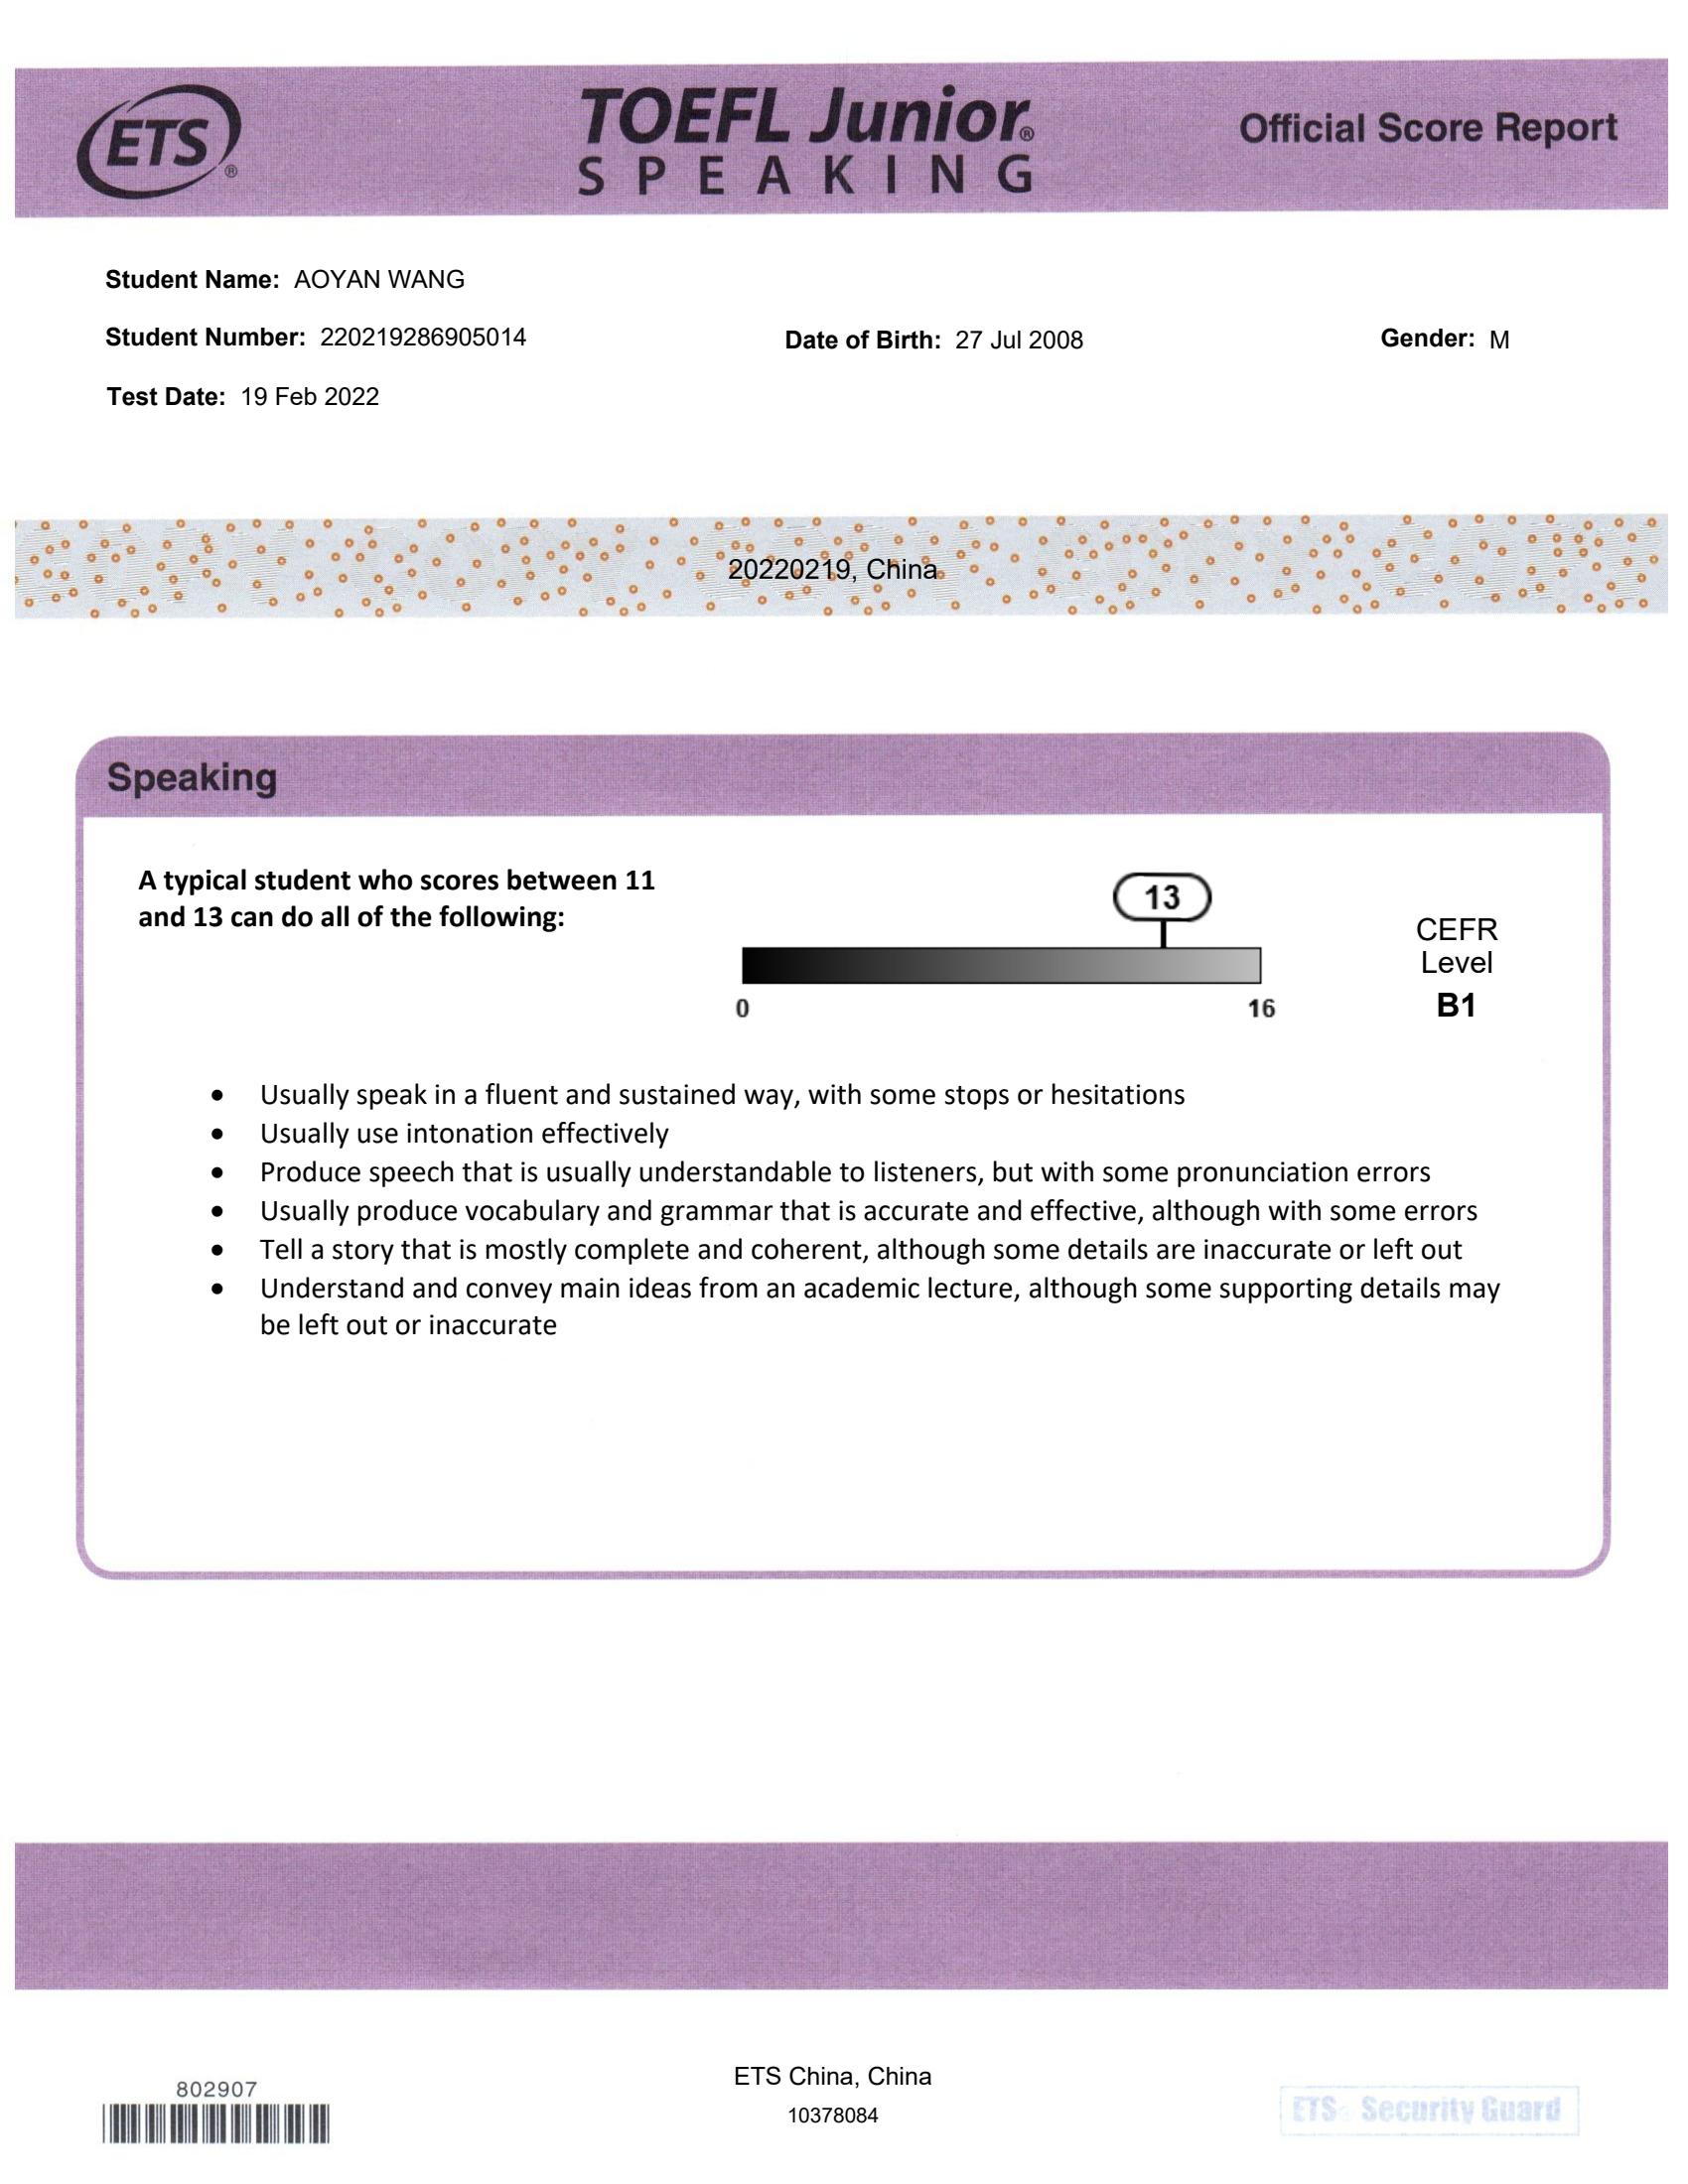 ETS®
TOEFL Junior®
SPEAKING
Official Score Report
Student Name: AOYAN WANG
Student Number: 220219286905014 Date of Birth: 27 Jul 2008 Gender: M
Test Date: 19 Feb 2022
20220219, China
Speaking
A typical student who scores between 11
and 13 can do all of the following:
13
0 16
CEFR
Level
B1
• Usually speak in a fluent and sustained way, with some stops or hesitations
• Usually use intonation effectively
• Produce speech that is usually understandable to listeners, but with some pronunciation errors
• Usually produce vocabulary and grammar that is accurate and effective, although with some errors
• Tell a story that is mostly complete and coherent, although some details are inaccurate or left out
• Understand and convey main ideas from an academic lecture, although some supporting details may
be left out or inaccurate
802907
ETS China, China
10378084
ETS® Security Guard